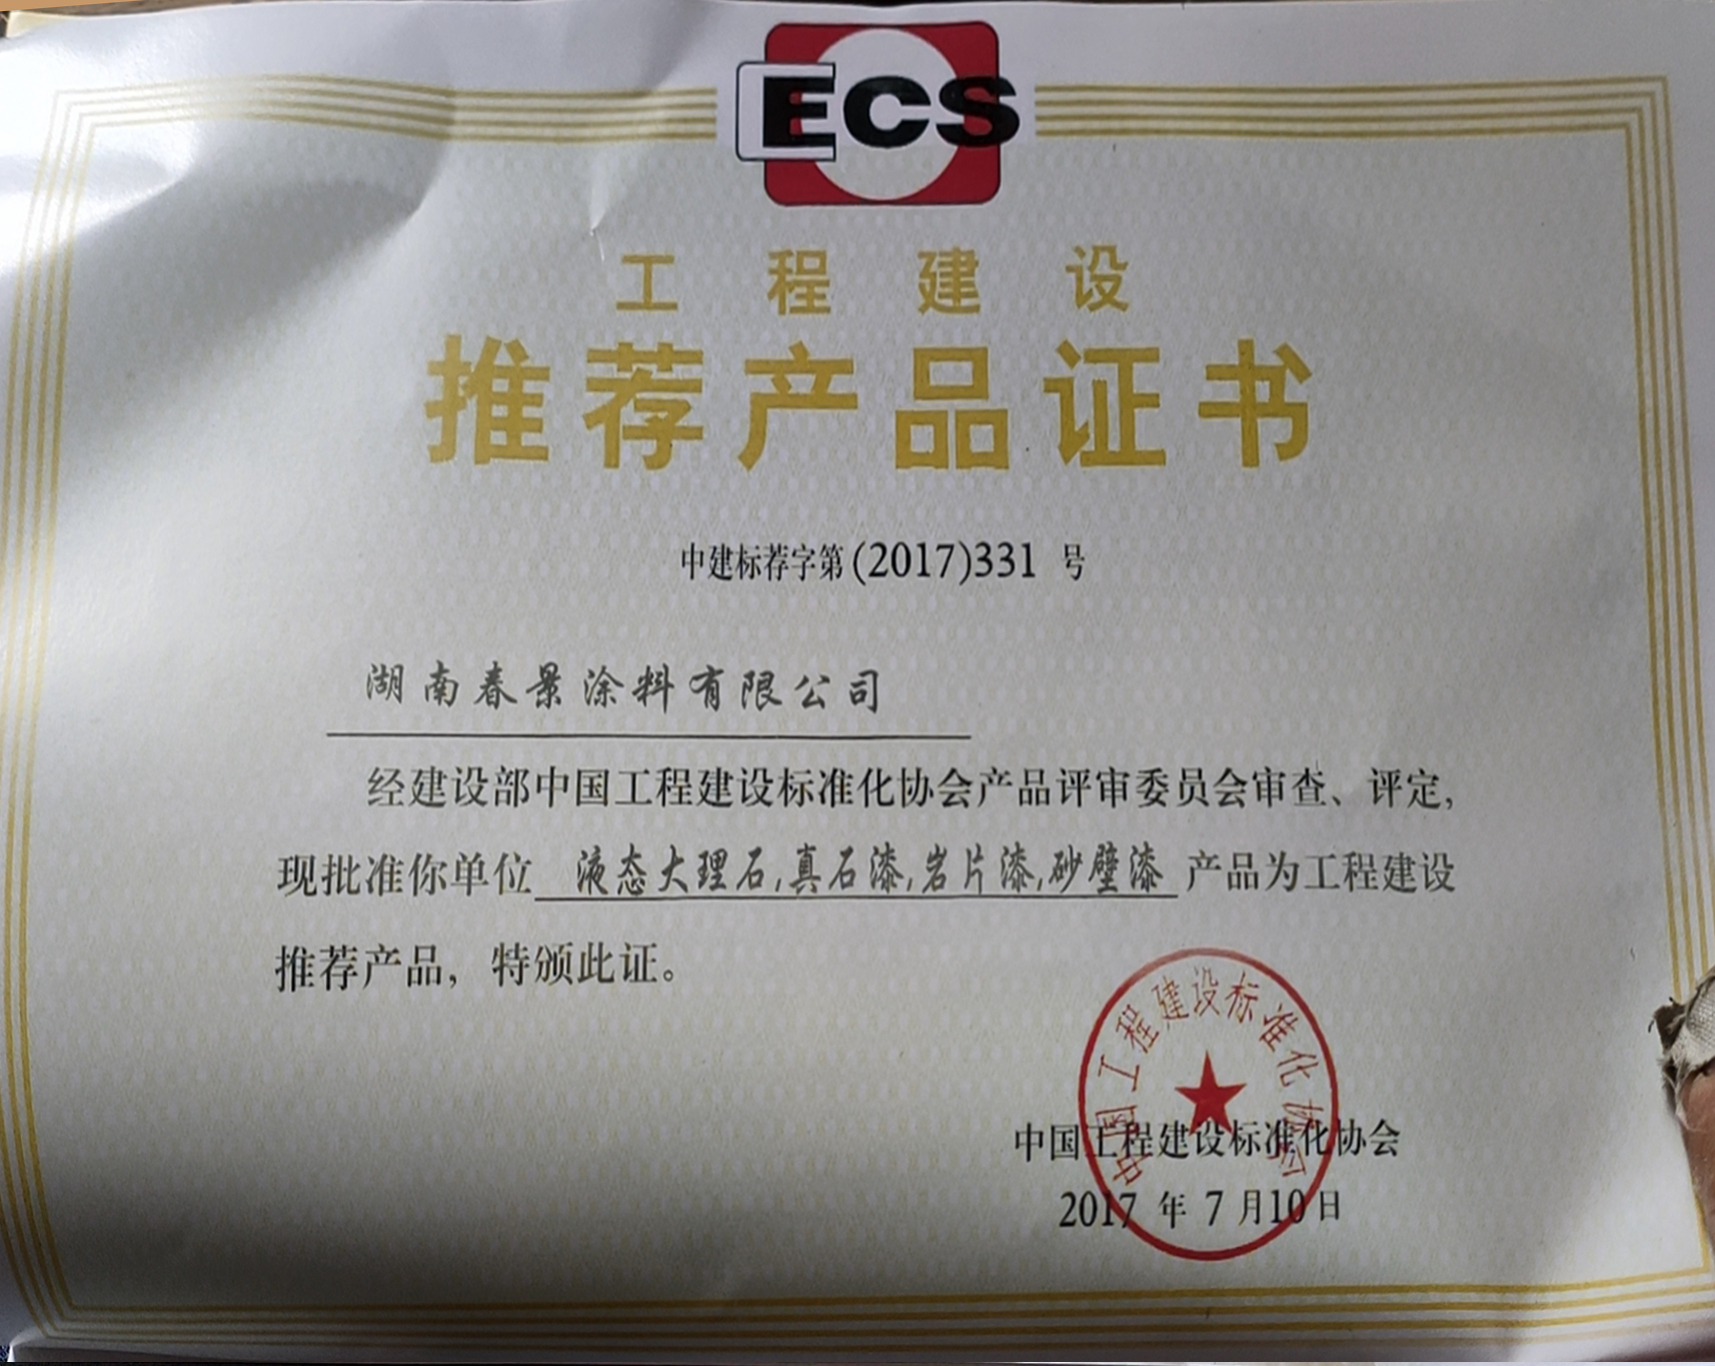 ECS
工程建设
推荐产品证书
中建标荐字第(2017)331 号
湖南春景涂料有限公司
经建设部中国工程建设标准化协会产品评审委员会审查、评定,
现批准你单位 液态大理石,真石漆,岩片漆,砂壁漆 产品为工程建设
推荐产品, 特颁此证。
中国工程建设标准化协会
中国工程建设标准化协会
2017 年 7 月10日